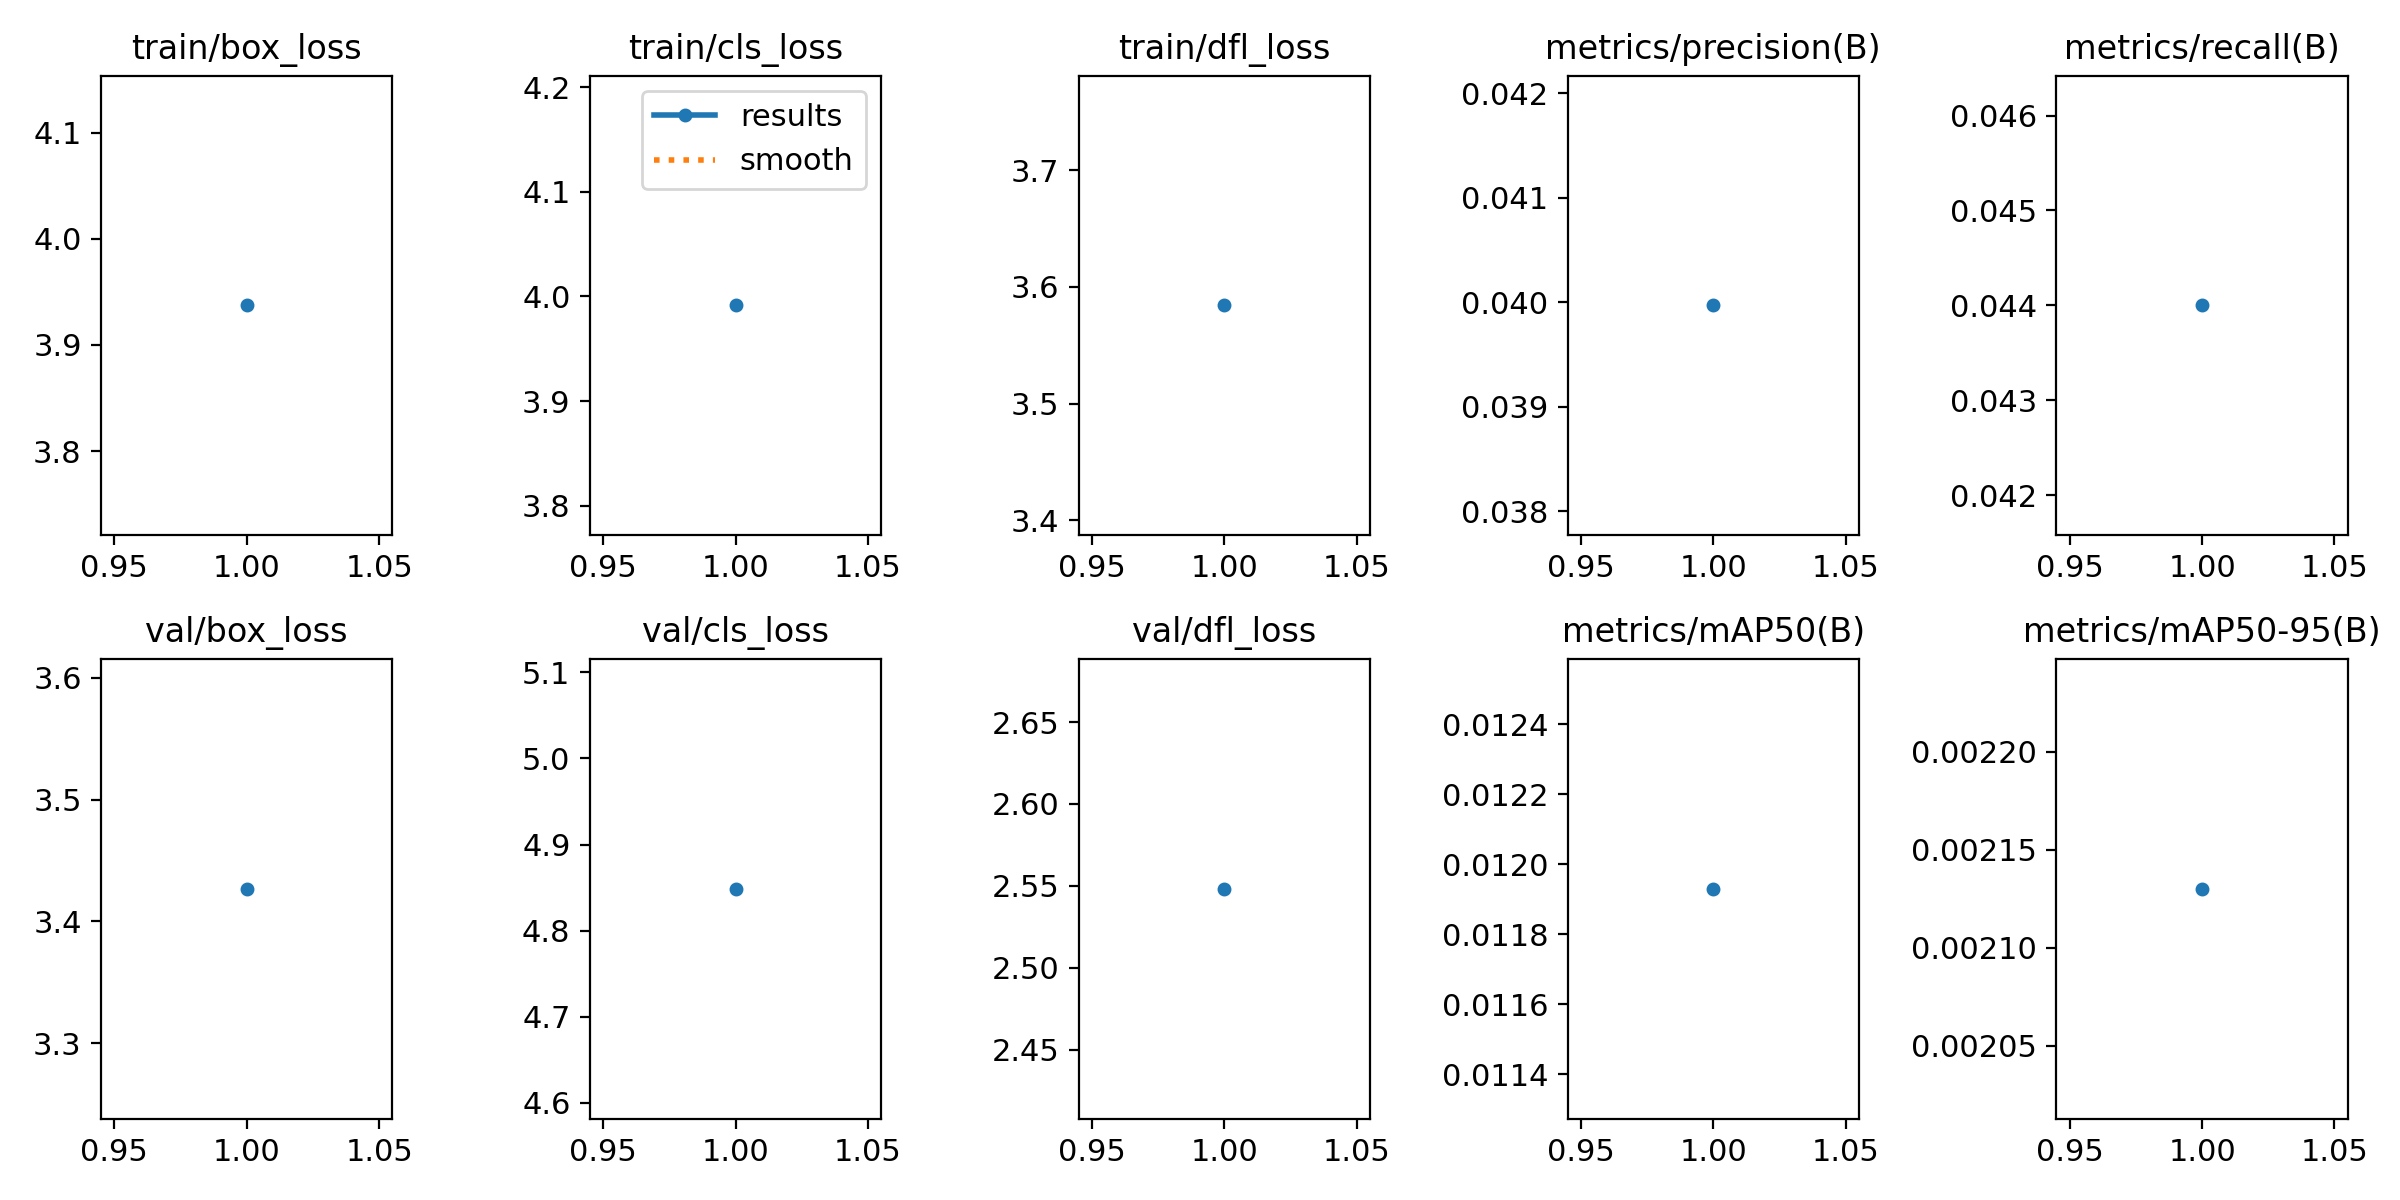 train/box_loss
4.1
4.0
3.9
3.8
0.95 1.00 1.05
train/cls_loss
results
smooth
4.2
4.1
4.0
3.9
3.8
0.95 1.00 1.05
train/dfl_loss
3.7
3.6
3.5
3.4
0.95 1.00 1.05
metrics/precision(B)
0.042
0.041
0.040
0.039
0.038
0.95 1.00 1.05
metrics/recall(B)
0.046
0.045
0.044
0.043
0.042
0.95 1.00 1.05
val/box_loss
3.6
3.5
3.4
3.3
0.95 1.00 1.05
val/cls_loss
5.1
5.0
4.9
4.8
4.7
4.6
0.95 1.00 1.05
val/dfl_loss
2.65
2.60
2.55
2.50
2.45
0.95 1.00 1.05
metrics/mAP50(B)
0.0124
0.0122
0.0120
0.0118
0.0116
0.0114
0.95 1.00 1.05
metrics/mAP50-95(B)
0.00220
0.00215
0.00210
0.00205
0.95 1.00 1.05